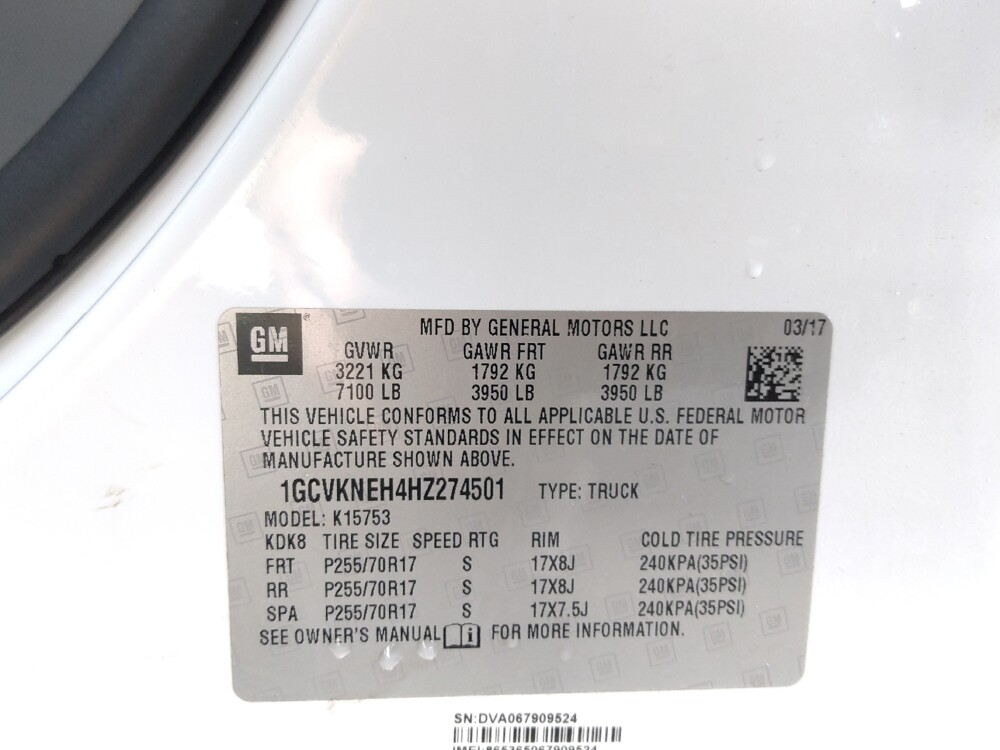 GM ® MFD BY GENERAL MOTORS LLC 03/17
GVWR GAWR FRT GAWR RR
3221 KG 1792 KG 1792 KG
7100 LB 3950 LB 3950 LB
THIS VEHICLE CONFORMS TO ALL APPLICABLE U.S. FEDERAL MOTOR
VEHICLE SAFETY STANDARDS IN EFFECT ON THE DATE OF
MANUFACTURE SHOWN ABOVE.
1GCVKNEH4HZ274501 TYPE: TRUCK
MODEL: K15753
KDK8 TIRE SIZE SPEED RTG RIM COLD TIRE PRESSURE
FRT P255/70R17 S 17X8J 240KPA(35PSI)
RR P255/70R17 S 17X8J 240KPA(35PSI)
SPA P255/70R17 S 17X7.5J 240KPA(35PSI)
SEE OWNER'S MANUAL i FOR MORE INFORMATION.
SN:DVA067909524
IMEI:865365067909524